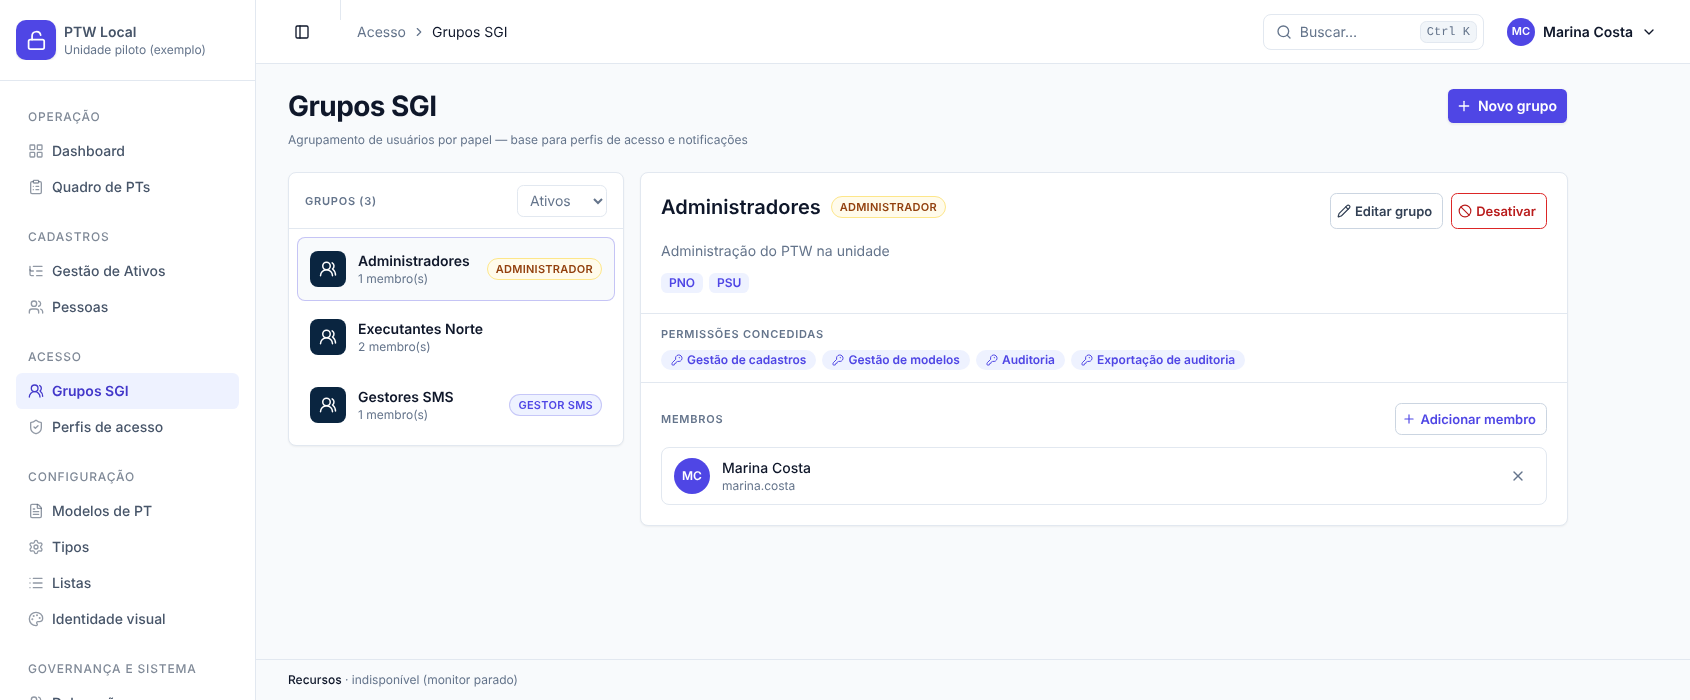 PTW Local
Unidade piloto (exemplo)
OPERAÇÃO
Dashboard
Quadro de PTs
CADASTROS
Gestão de Ativos
Pessoas
ACESSO
Grupos SGI
Perfis de acesso
CONFIGURAÇÃO
Modelos de PT
Tipos
Listas
Identidade visual
GOVERNANÇA E SISTEMA
Acesso > Grupos SGI
Buscar... Ctrl K
MC Marina Costa
Grupos SGI
Agrupamento de usuários por papel — base para perfis de acesso e notificações
+ Novo grupo
GRUPOS (3) Ativos
Administradores
1 membro(s)
ADMINISTRADOR
Executantes Norte
2 membro(s)
Gestores SMS
1 membro(s)
GESTOR SMS
Administradores ADMINISTRADOR
Editar grupo Desativar
Administração do PTW na unidade
PNO PSU
PERMISSÕES CONCEDIDAS
Gestão de cadastros Gestão de modelos Auditoria Exportação de auditoria
MEMBROS + Adicionar membro
MC Marina Costa
marina.costa
Recursos · indisponível (monitor parado)